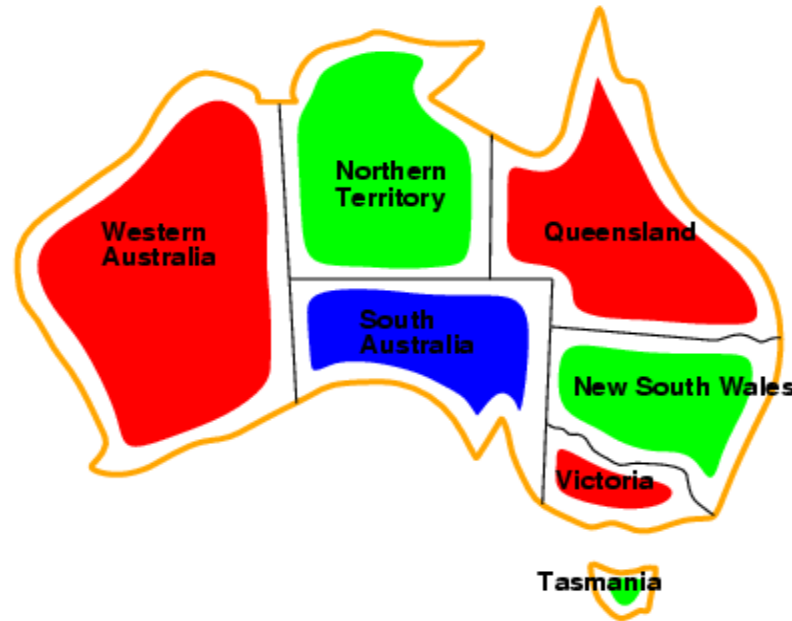 Northern
Territory
Western
Australia
Queensland
South
Australia
New South Wales
Victoria
Tasmania